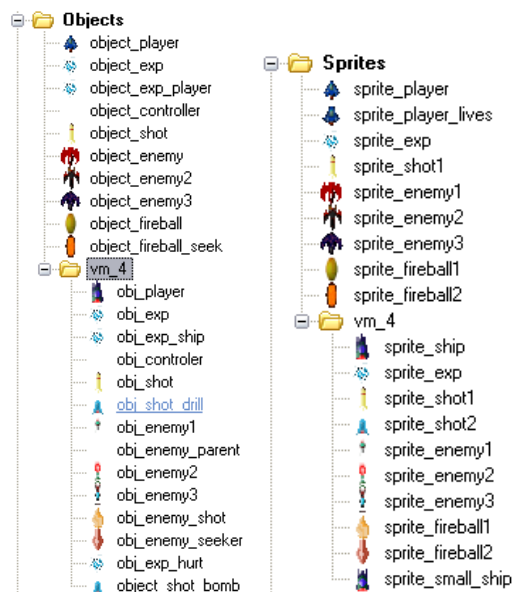 Objects
object_player
object_exp
object_exp_player
object_controller
object_shot
object_enemy
object_enemy2
object_enemy3
object_fireball
object_fireball_seek
vm_4
obj_player
obj_exp
obj_exp_ship
obj_controler
obj_shot
obj_shot_drill
obj_enemy1
obj_enemy_parent
obj_enemy2
obj_enemy3
obj_enemy_shot
obj_enemy_seeker
obj_exp_hurt
object_shot_bomb
Sprites
sprite_player
sprite_player_lives
sprite_exp
sprite_shot1
sprite_enemy1
sprite_enemy2
sprite_enemy3
sprite_fireball1
sprite_fireball2
vm_4
sprite_ship
sprite_exp
sprite_shot1
sprite_shot2
sprite_enemy1
sprite_enemy2
sprite_enemy3
sprite_fireball1
sprite_fireball2
sprite_small_ship